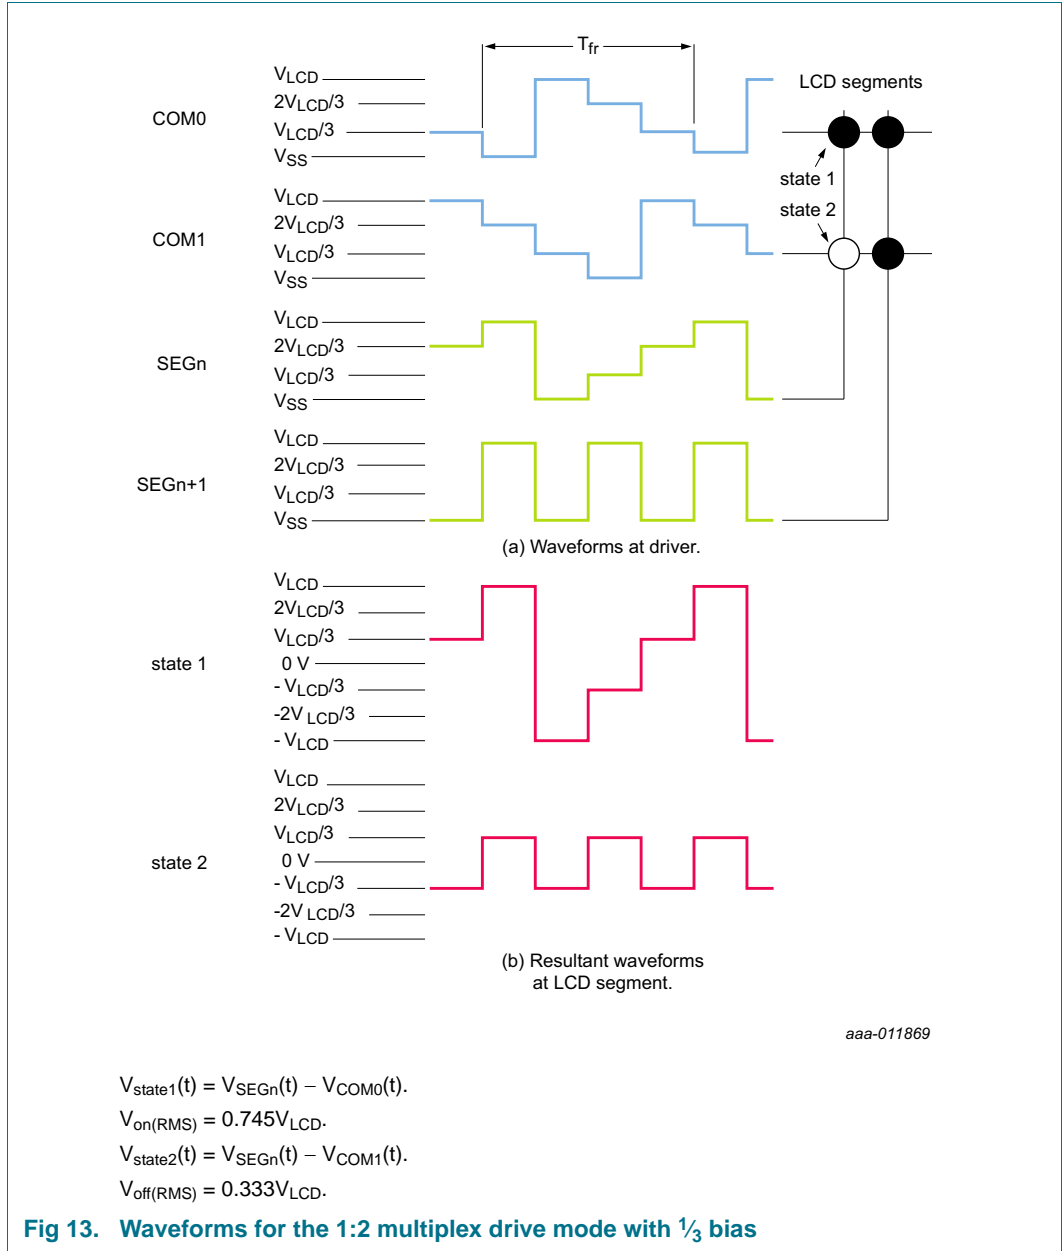 T_fr
LCD segments
COM0
V_LCD
2V_LCD/3
V_LCD/3
V_SS
state 1
state 2
COM1
V_LCD
2V_LCD/3
V_LCD/3
V_SS
SEGn
V_LCD
2V_LCD/3
V_LCD/3
V_SS
SEGn+1
V_LCD
2V_LCD/3
V_LCD/3
V_SS
(a) Waveforms at driver.
state 1
V_LCD
2V_LCD/3
V_LCD/3
0 V
- V_LCD/3
-2V_LCD/3
- V_LCD
state 2
V_LCD
2V_LCD/3
V_LCD/3
0 V
- V_LCD/3
-2V_LCD/3
- V_LCD
(b) Resultant waveforms
at LCD segment.
aaa-011869
V_state1(t) = V_SEGn(t) − V_COM0(t).
V_on(RMS) = 0.745V_LCD.
V_state2(t) = V_SEGn(t) − V_COM1(t).
V_off(RMS) = 0.333V_LCD.
Fig 13. Waveforms for the 1:2 multiplex drive mode with 1⁄3 bias